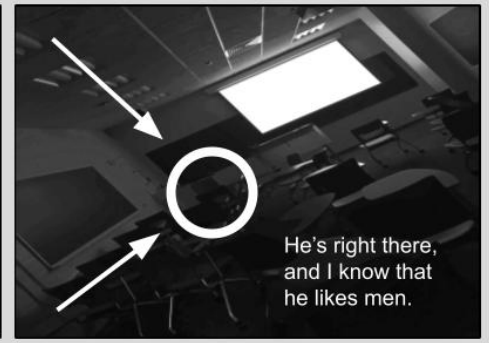 He's right there,
and I know that
he likes men.